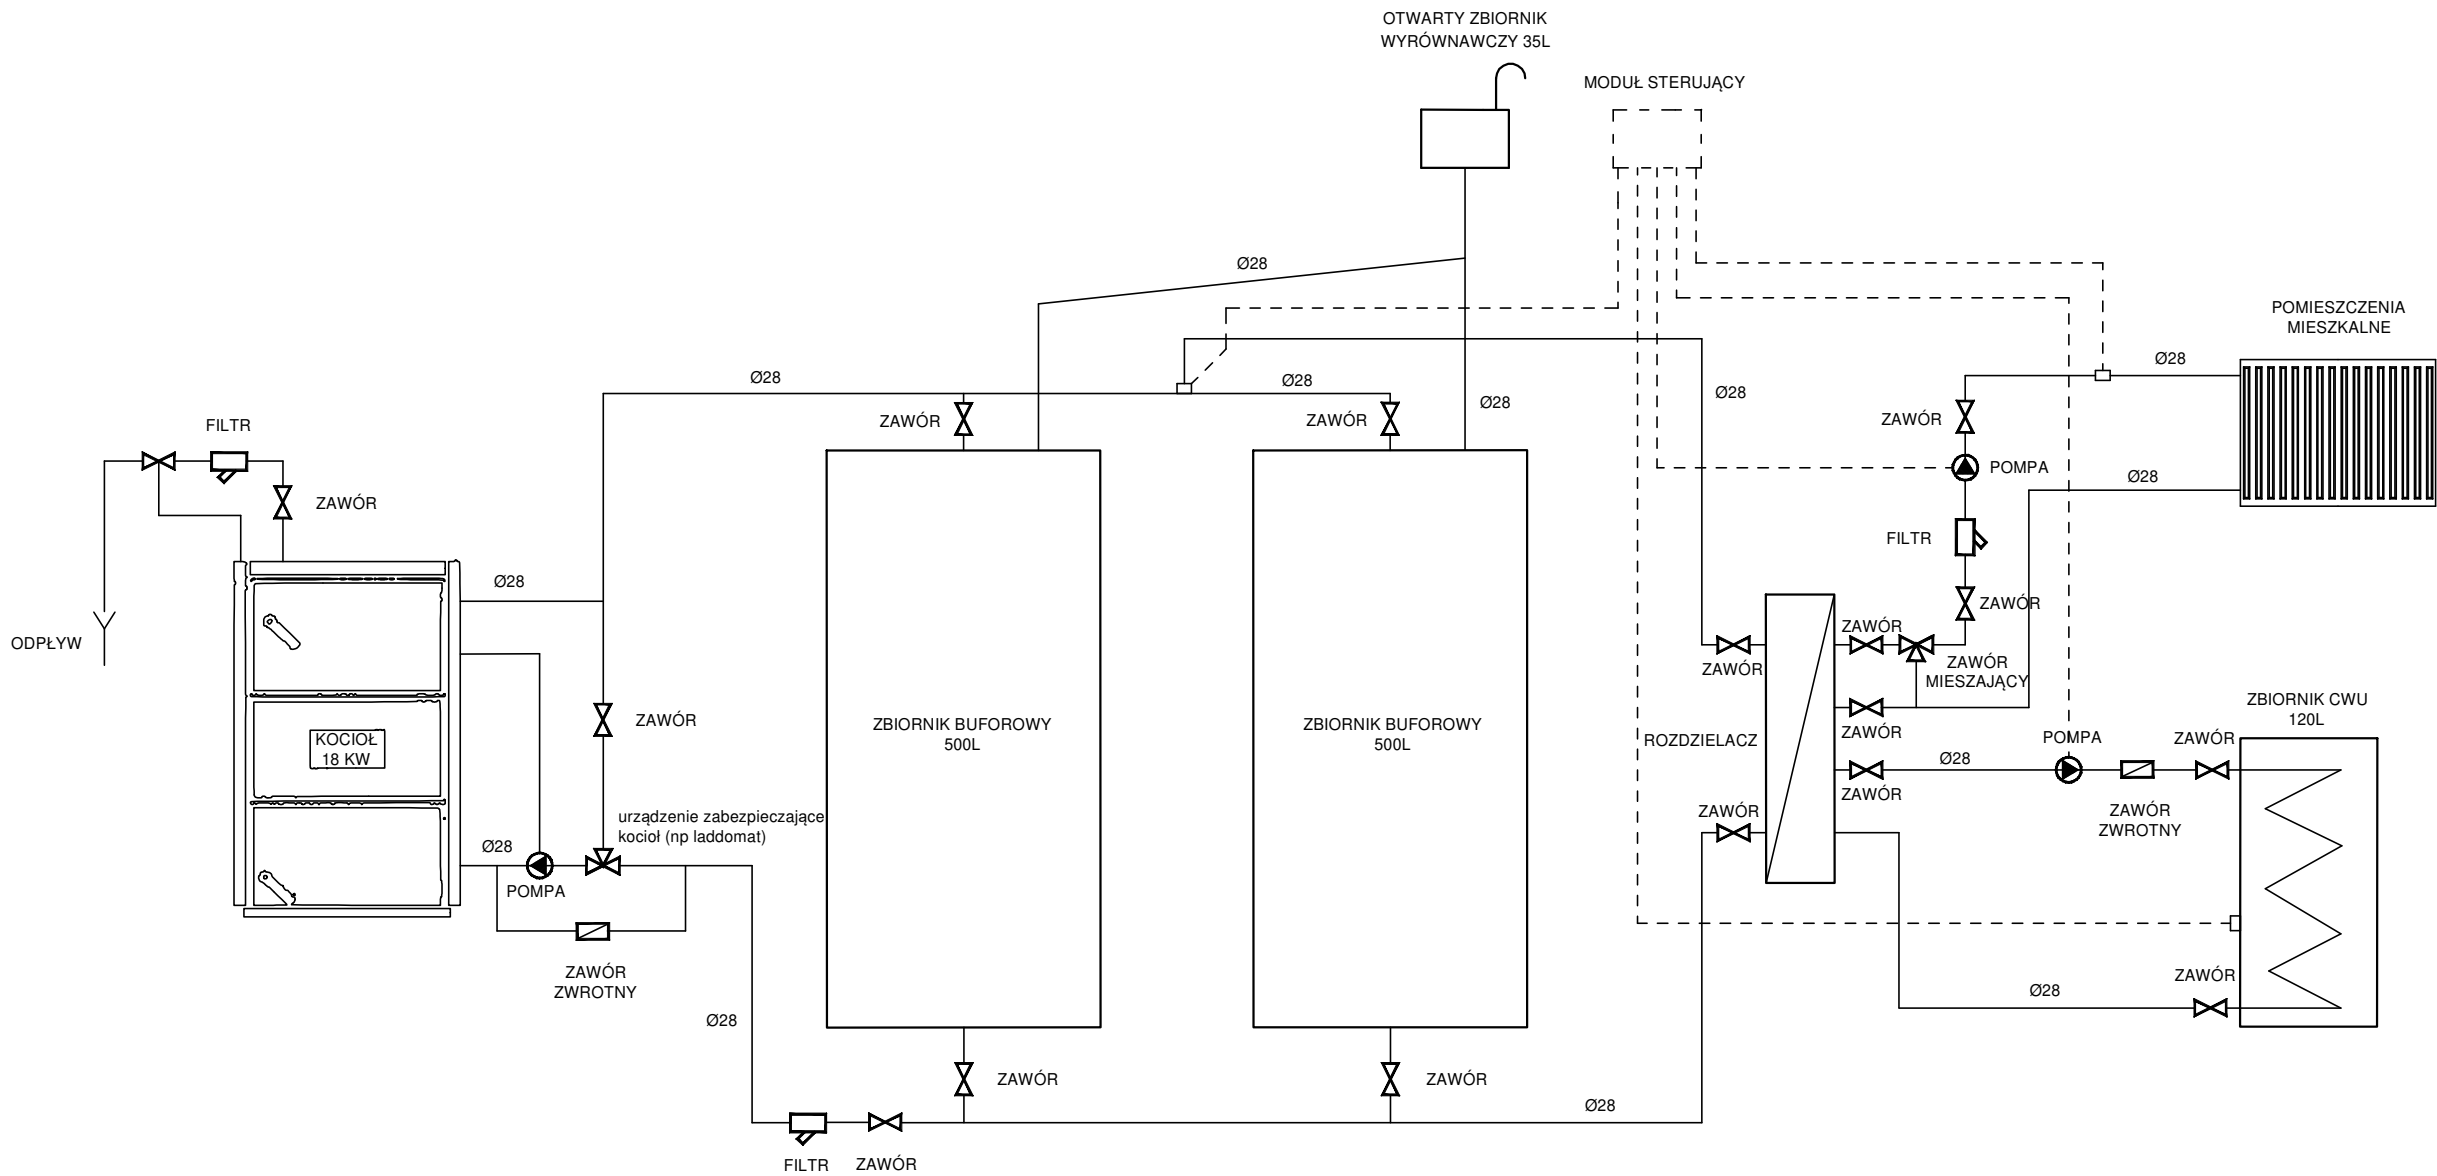 OTWARTY ZBIORNIK
WYRÓWNAWCZY 35L
MODUŁ STERUJĄCY
Ø28
POMIESZCZENIA
MIESZKALNE
Ø28
Ø28
Ø28
Ø28
Ø28
ZAWÓR
ZAWÓR
ZAWÓR
FILTR
POMPA
Ø28
ZAWÓR
FILTR
Ø28
ZAWÓR
ODPŁYW
ZAWÓR
ZAWÓR
ZAWÓR
MIESZAJĄCY
ZBIORNIK CWU
120L
ZAWÓR
ZBIORNIK BUFOROWY
500L
ZBIORNIK BUFOROWY
500L
ROZDZIELACZ
ZAWÓR
POMPA
ZAWÓR
KOCIOŁ
18 KW
Ø28
ZAWÓR
ZAWÓR
ZAWÓR
ZWROTNY
urządzenie zabezpieczające
kocioł (np laddomat)
Ø28
POMPA
ZAWÓR
ZWROTNY
ZAWÓR
Ø28
Ø28
ZAWÓR
ZAWÓR
Ø28
FILTR
ZAWÓR